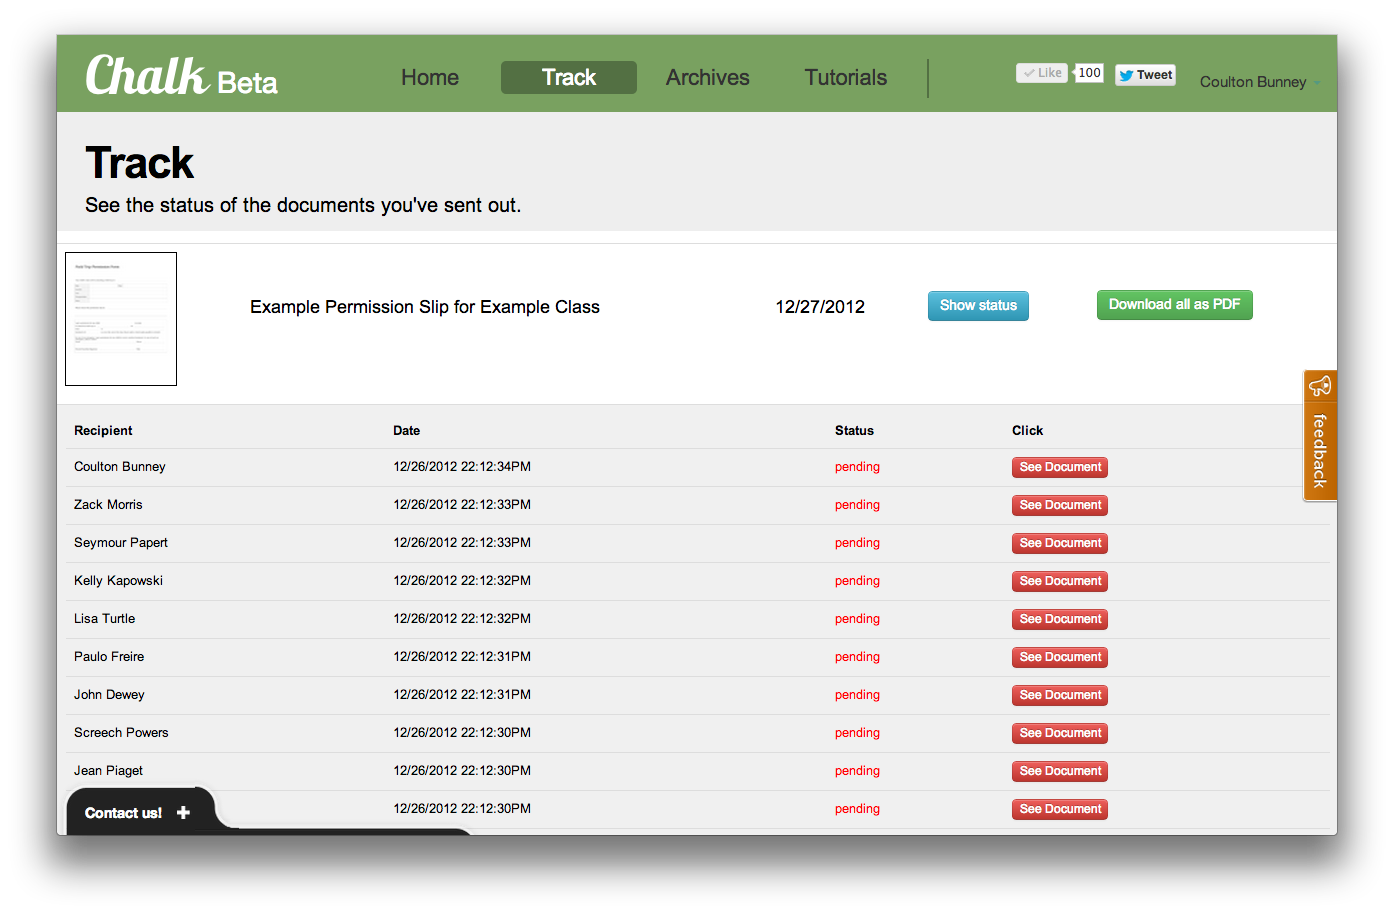 Chalk Beta
Home
Track
Archives
Tutorials
Like
100
Tweet
Coulton Bunney
Track
See the status of the documents you've sent out.
Example Permission Slip for Example Class
12/27/2012
Show status
Download all as PDF
feedback
Recipient Date Status Click
Coulton Bunney 12/26/2012 22:12:34PM pending See Document
Zack Morris 12/26/2012 22:12:33PM pending See Document
Seymour Papert 12/26/2012 22:12:33PM pending See Document
Kelly Kapowski 12/26/2012 22:12:32PM pending See Document
Lisa Turtle 12/26/2012 22:12:32PM pending See Document
Paulo Freire 12/26/2012 22:12:31PM pending See Document
John Dewey 12/26/2012 22:12:31PM pending See Document
Screech Powers 12/26/2012 22:12:30PM pending See Document
Jean Piaget 12/26/2012 22:12:30PM pending See Document
12/26/2012 22:12:30PM pending See Document
Contact us! +